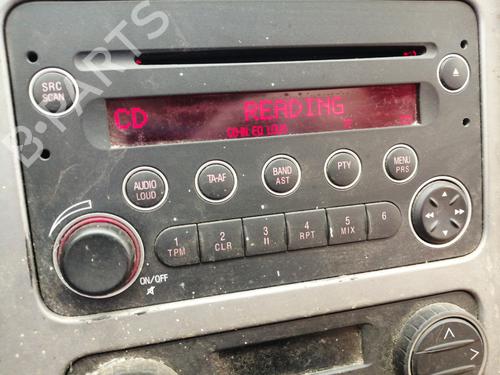 SRC
SCAN
CD READING
AUDIO
LOUD
TA-AF
BAND
AST
PTY
MENU
PRS
1
TPM
2
CLR
3
II
4
RPT
5
MIX
6
ON/OFF
B-PARTS